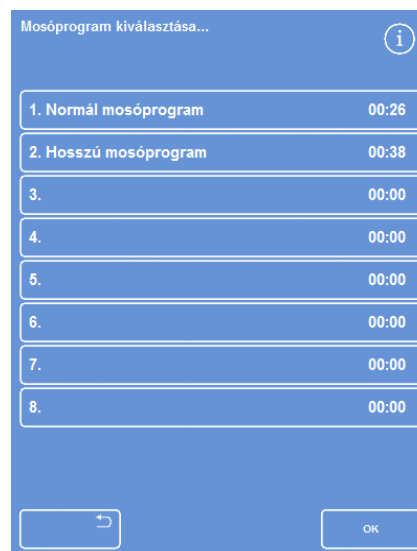 Mosóprogram kiválasztása...
i
1. Normál mosóprogram 00:26
2. Hosszú mosóprogram 00:38
3. 00:00
4. 00:00
5. 00:00
6. 00:00
7. 00:00
8. 00:00
OK